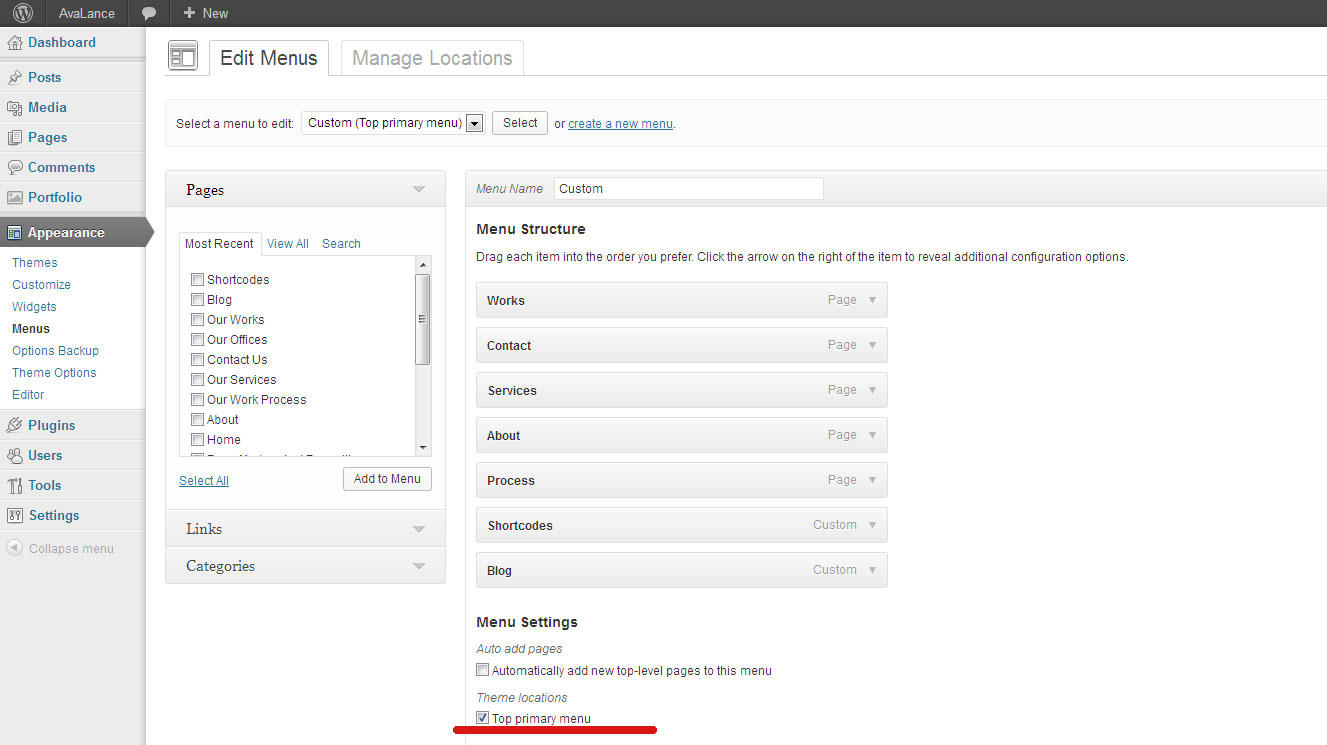 AvaLance
New
Dashboard
Posts
Media
Pages
Comments
Portfolio
Appearance
Themes
Customize
Widgets
Menus
Options Backup
Theme Options
Editor
Plugins
Users
Tools
Settings
Collapse menu
Edit Menus
Manage Locations
Select a menu to edit: Custom (Top primary menu) Select or create a new menu.
Pages
Most Recent View All Search
Shortcodes
Blog
Our Works
Our Offices
Contact Us
Our Services
Our Work Process
About
Home
Select All Add to Menu
Links
Categories
Menu Name Custom
Menu Structure
Drag each item into the order you prefer. Click the arrow on the right of the item to reveal additional configuration options.
Works Page
Contact Page
Services Page
About Page
Process Page
Shortcodes Custom
Blog Custom
Menu Settings
Auto add pages
Automatically add new top-level pages to this menu
Theme locations
Top primary menu